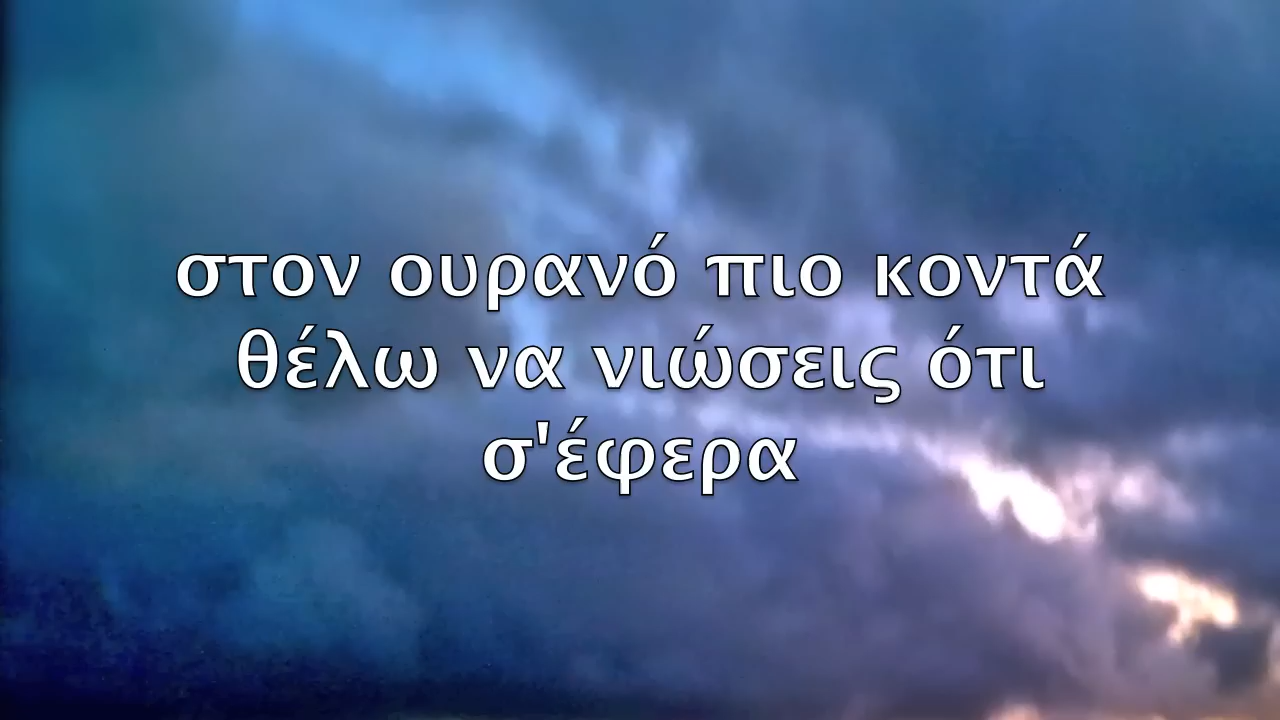 στον ουρανό πιο κοντά
θέλω να νιώσεις ότι
σ'έφερα